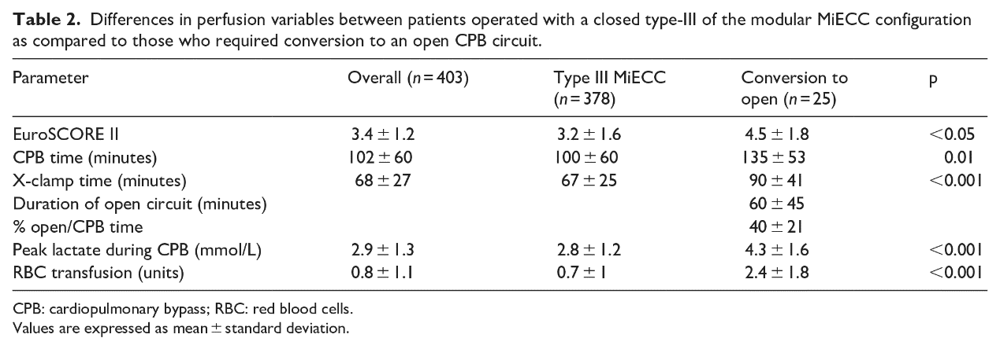 Table 2. Differences in perfusion variables between patients operated with a closed type-III of the modular MiECC configuration
as compared to those who required conversion to an open CPB circuit.
Parameter Overall (n = 403) Type III MiECC (n = 378) Conversion to open (n = 25) p
EuroSCORE II 3.4 ± 1.2 3.2 ± 1.6 4.5 ± 1.8 <0.05
CPB time (minutes) 102 ± 60 100 ± 60 135 ± 53 0.01
X-clamp time (minutes) 68 ± 27 67 ± 25 90 ± 41 <0.001
Duration of open circuit (minutes) 60 ± 45
% open/CPB time 40 ± 21
Peak lactate during CPB (mmol/L) 2.9 ± 1.3 2.8 ± 1.2 4.3 ± 1.6 <0.001
RBC transfusion (units) 0.8 ± 1.1 0.7 ± 1 2.4 ± 1.8 <0.001
CPB: cardiopulmonary bypass; RBC: red blood cells.
Values are expressed as mean ± standard deviation.